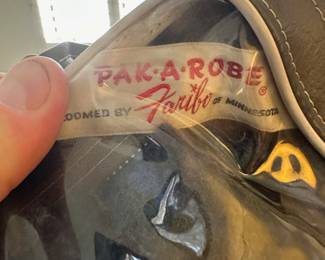 PAK·A·ROBE ®
LOOMED BY Faribo OF MINNESOTA